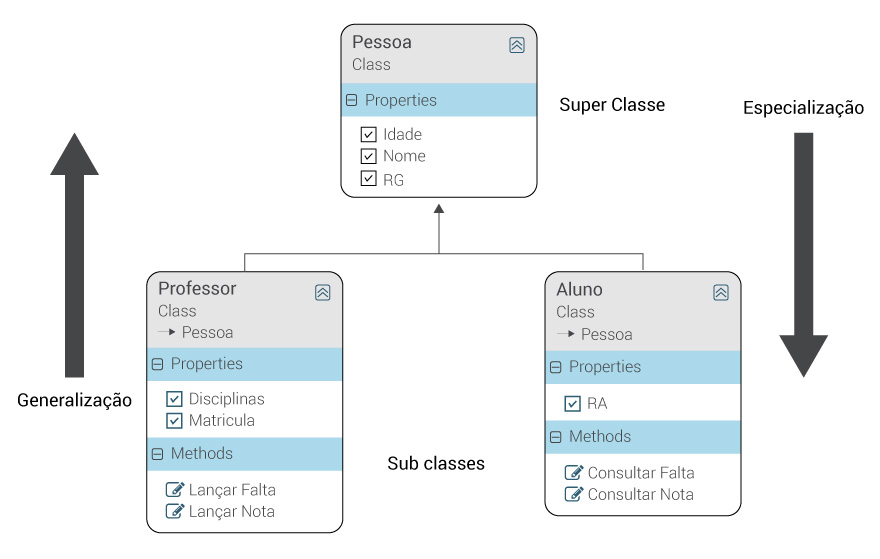 Pessoa
Class
Properties
Idade
Nome
RG
Super Classe
Especialização
Generalização
Professor
Class
Pessoa
Properties
Disciplinas
Matricula
Methods
Lançar Falta
Lançar Nota
Sub classes
Aluno
Class
Pessoa
Properties
RA
Methods
Consultar Falta
Consultar Nota